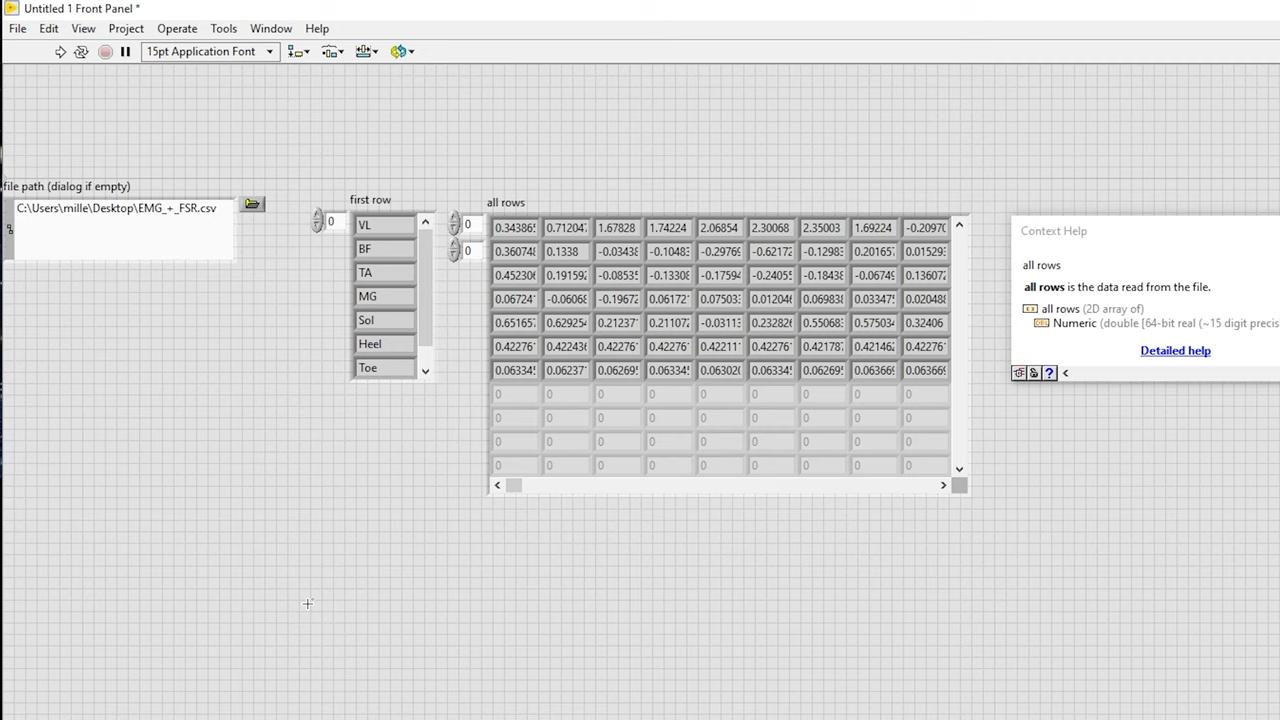 Untitled 1 Front Panel *
File Edit View Project Operate Tools Window Help
15pt Application Font
file path (dialog if empty)
C:\Users\mille\Desktop\EMG_+_FSR.csv
first row
0
VL
BF
TA
MG
Sol
Heel
Toe
all rows
0
0
0.34386 0.71204 1.67828 1.74224 2.06854 2.30068 2.35003 1.69224 -0.2097
0.36074 0.1338 -0.0343 -0.1048 -0.2976 -0.6217 -0.1298 0.20165 0.01529
0.45230 0.19159 -0.0853 -0.1330 -0.1759 -0.2405 -0.1843 -0.0674 0.13607
0.06724 -0.0606 -0.1967 0.06172 0.07503 0.01204 0.06983 0.03347 0.02048
0.65165 0.62925 0.21237 0.21107 -0.0311 0.23282 0.55068 0.57503 0.32406
0.42276 0.42243 0.42276 0.42276 0.42211 0.42276 0.42178 0.42146 0.42276
0.06334 0.06237 0.06269 0.06334 0.06302 0.06334 0.06269 0.06366 0.06366
0 0 0 0 0 0 0 0 0
0 0 0 0 0 0 0 0 0
0 0 0 0 0 0 0 0 0
0 0 0 0 0 0 0 0 0
Context Help
all rows
all rows is the data read from the file.
all rows (2D array of)
Numeric (double [64-bit real (~15 digit precis
Detailed help